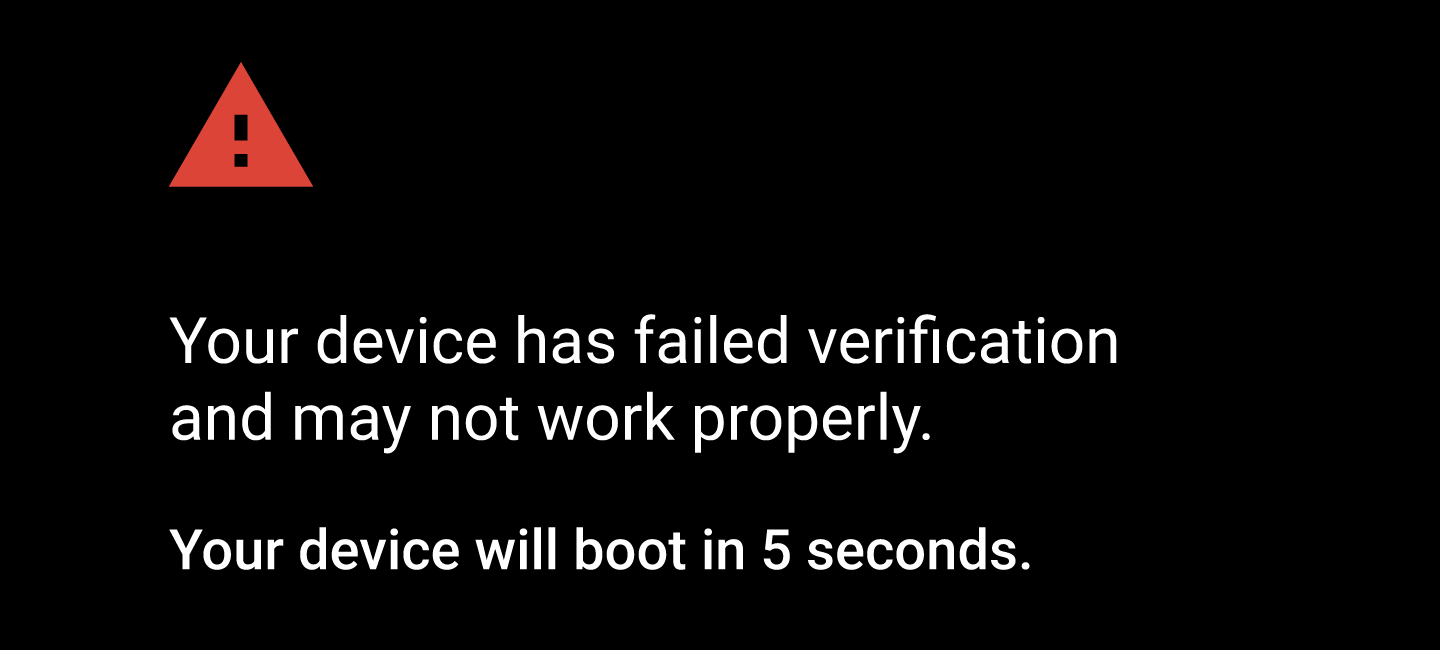 Your device has failed verification
and may not work properly.
Your device will boot in 5 seconds.